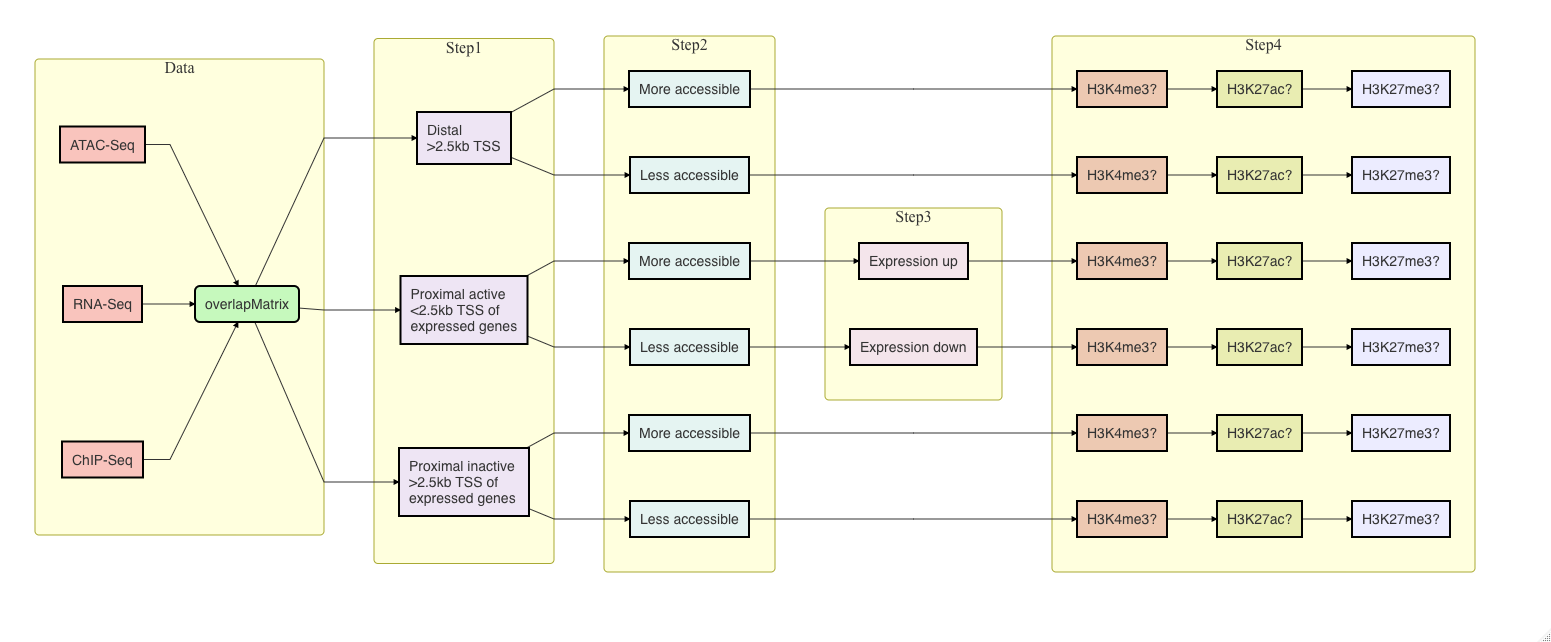 Data
ATAC-Seq
RNA-Seq
ChIP-Seq
overlapMatrix
Step1
Distal
>2.5kb TSS
Proximal active
<2.5kb TSS of
expressed genes
Proximal inactive
>2.5kb TSS of
expressed genes
Step2
More accessible
Less accessible
More accessible
Less accessible
More accessible
Less accessible
Step3
Expression up
Expression down
Step4
H3K4me3?
H3K27ac?
H3K27me3?
H3K4me3?
H3K27ac?
H3K27me3?
H3K4me3?
H3K27ac?
H3K27me3?
H3K4me3?
H3K27ac?
H3K27me3?
H3K4me3?
H3K27ac?
H3K27me3?
H3K4me3?
H3K27ac?
H3K27me3?